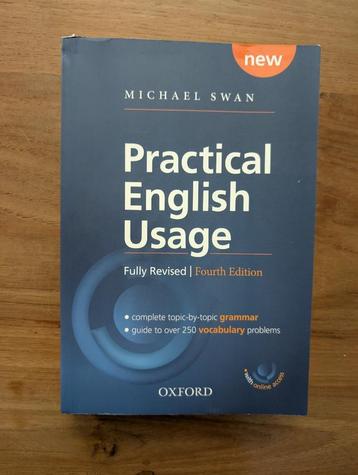 new
MICHAEL SWAN
Practical
English
Usage
Fully Revised | Fourth Edition
• complete topic-by-topic grammar
• guide to over 250 vocabulary problems
• with online access
OXFORD